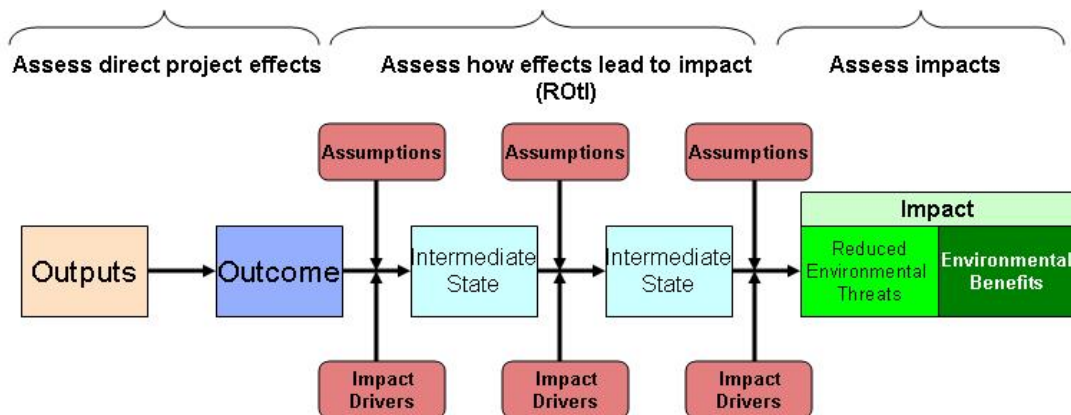 Assess direct project effects
Assess how effects lead to impact
(ROtI)
Assess impacts
Assumptions
Assumptions
Assumptions
Outputs
Outcome
Intermediate
State
Intermediate
State
Impact
Reduced
Environmental
Threats
Environmental
Benefits
Impact
Drivers
Impact
Drivers
Impact
Drivers